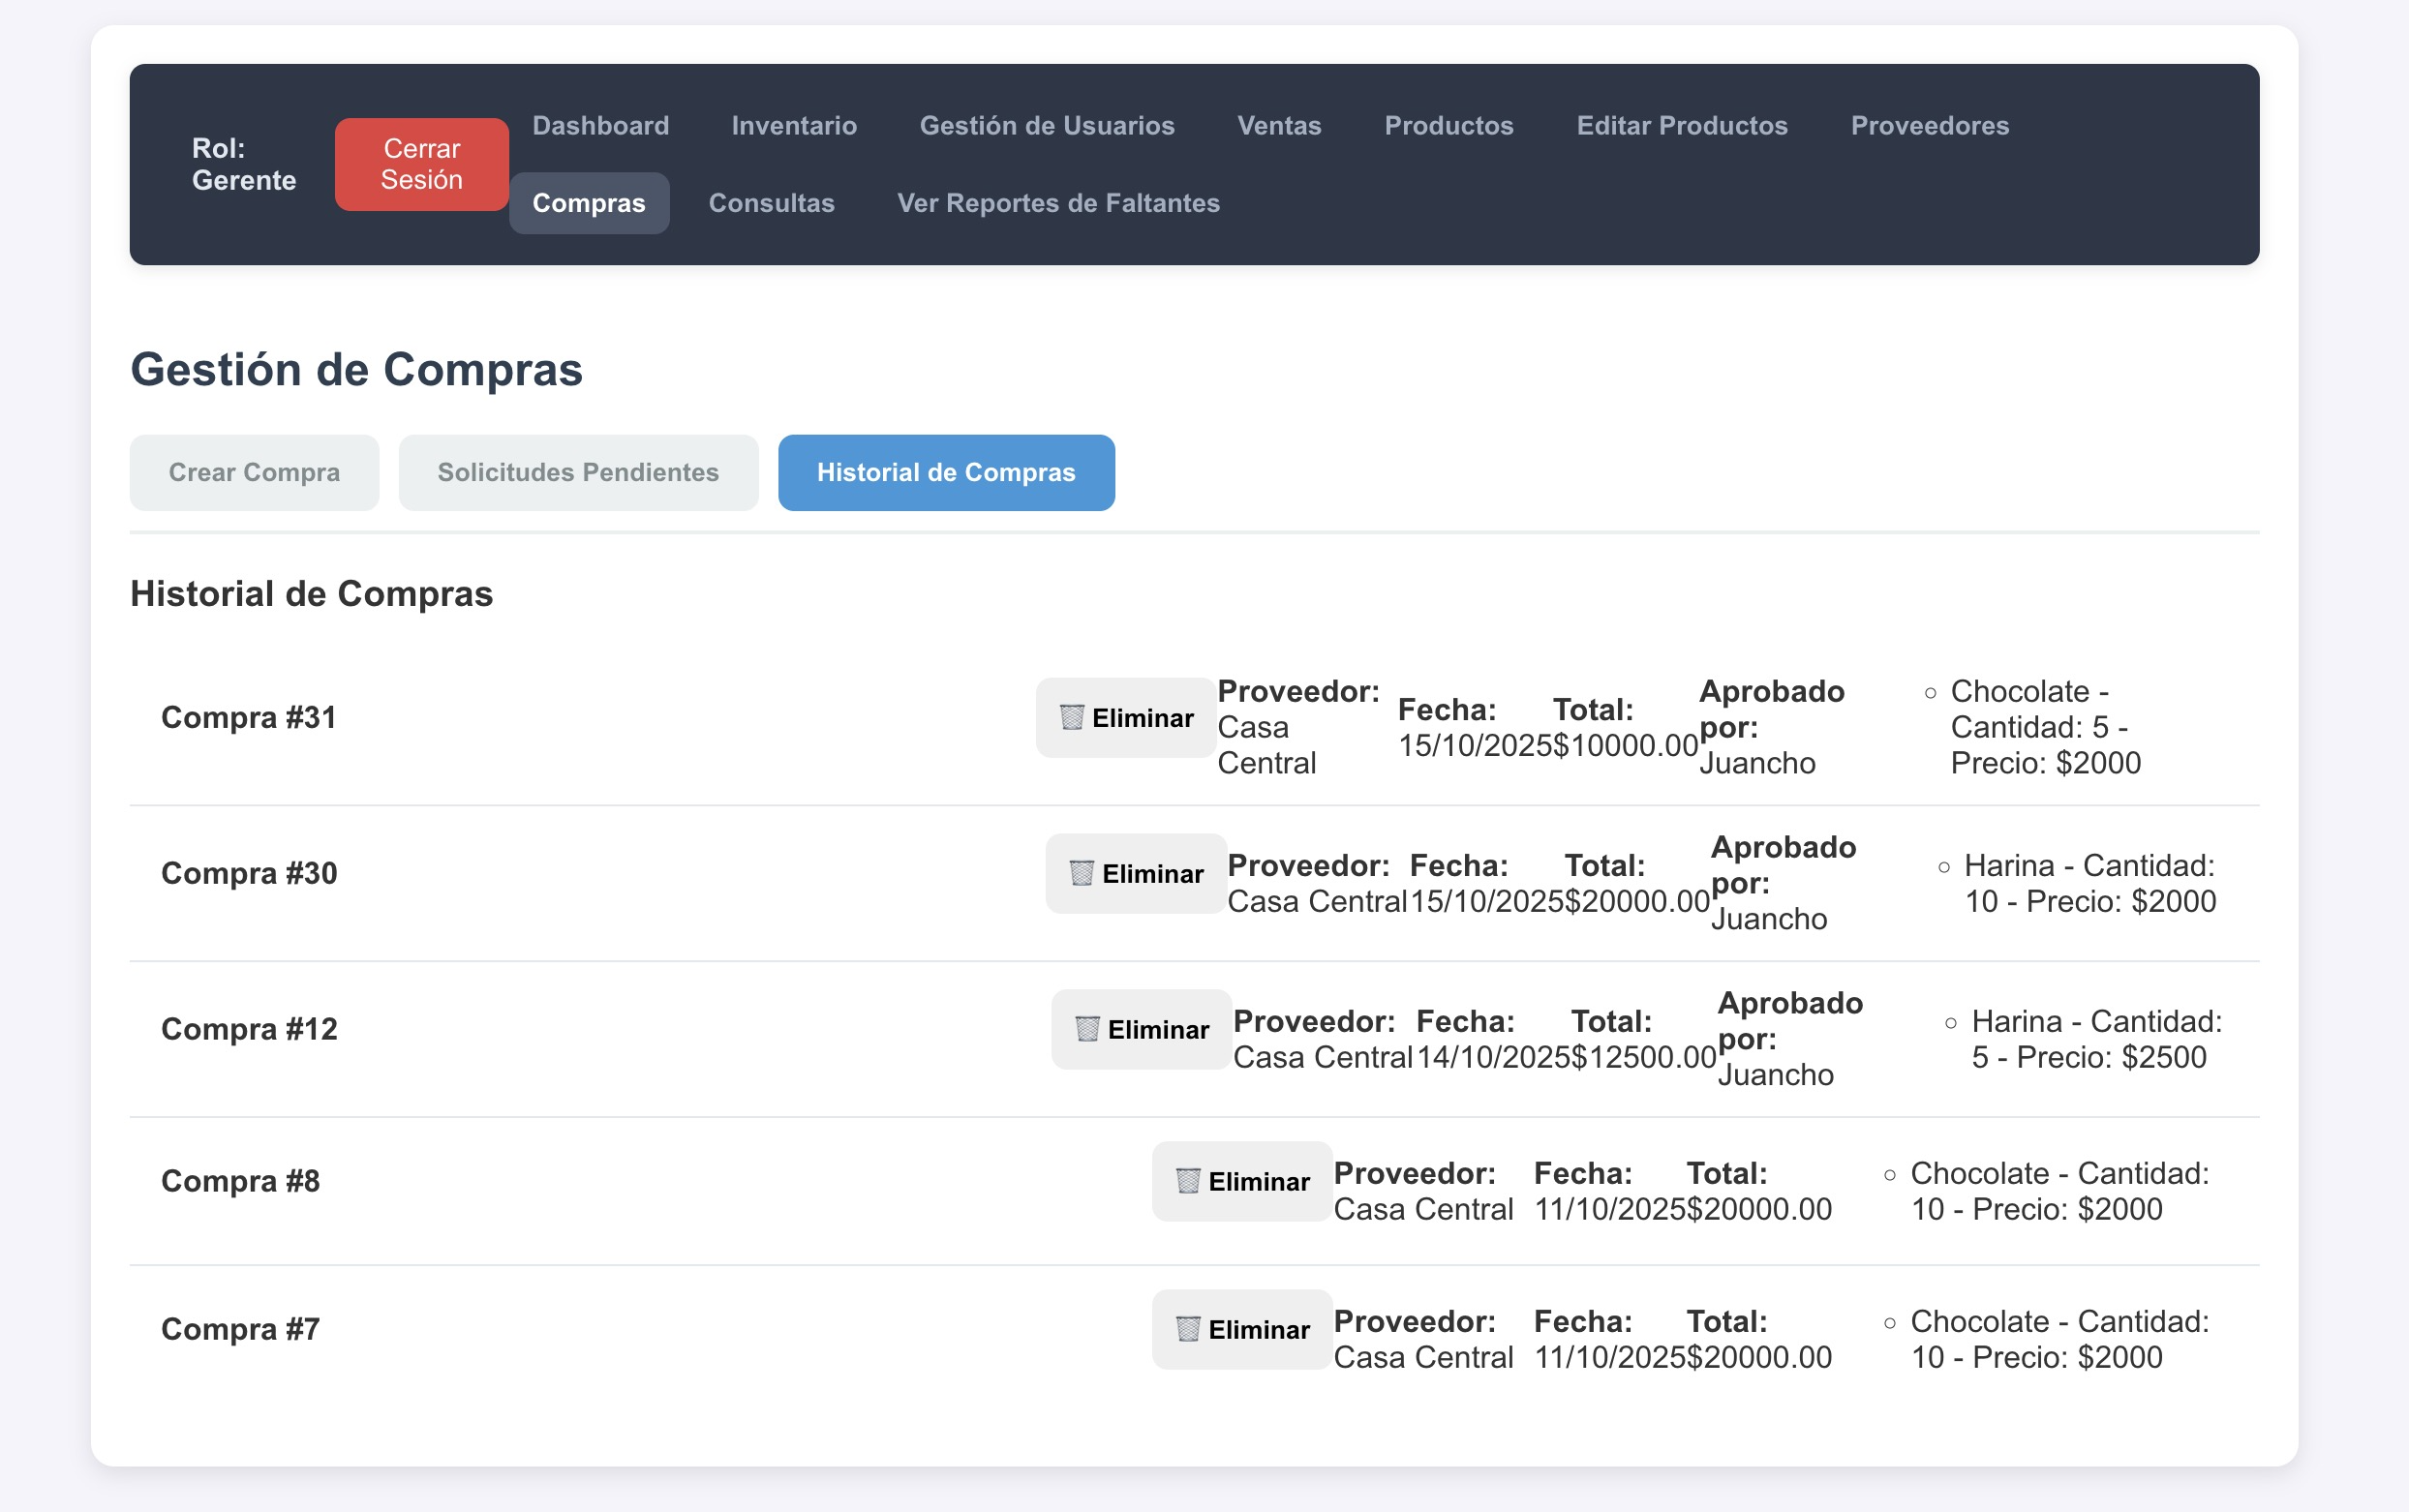 Rol:
Gerente
Cerrar
Sesión
Dashboard Inventario Gestión de Usuarios Ventas Productos Editar Productos Proveedores
Compras Consultas Ver Reportes de Faltantes
Gestión de Compras
Crear Compra Solicitudes Pendientes Historial de Compras
Historial de Compras
Compra #31
Eliminar
Proveedor:
Casa
Central
Fecha:
15/10/2025
Total:
$10000.00
Aprobado
por:
Juancho
Chocolate -
Cantidad: 5 -
Precio: $2000
Compra #30
Eliminar
Proveedor:
Casa Central
Fecha:
15/10/2025
Total:
$20000.00
Aprobado
por:
Juancho
Harina - Cantidad:
10 - Precio: $2000
Compra #12
Eliminar
Proveedor:
Casa Central
Fecha:
14/10/2025
Total:
$12500.00
Aprobado
por:
Juancho
Harina - Cantidad:
5 - Precio: $2500
Compra #8
Eliminar
Proveedor:
Casa Central
Fecha:
11/10/2025
Total:
$20000.00
Chocolate - Cantidad:
10 - Precio: $2000
Compra #7
Eliminar
Proveedor:
Casa Central
Fecha:
11/10/2025
Total:
$20000.00
Chocolate - Cantidad:
10 - Precio: $2000